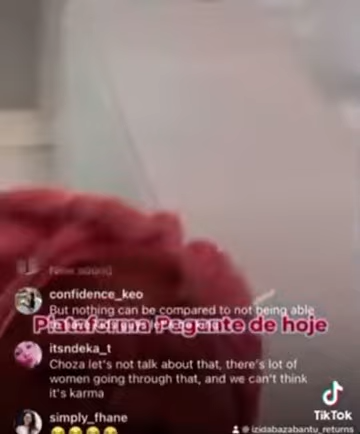 New sound
confidence_keo
But nothing can be compared to not being able
Plataforma Pagante de hoje
itsndeka_t
Choza let's not talk about that, there's lot of
women going through that, and we can't think
it's karma
simply_fhane
😂😂😂😂
TikTok
@izidabazabantu_returns